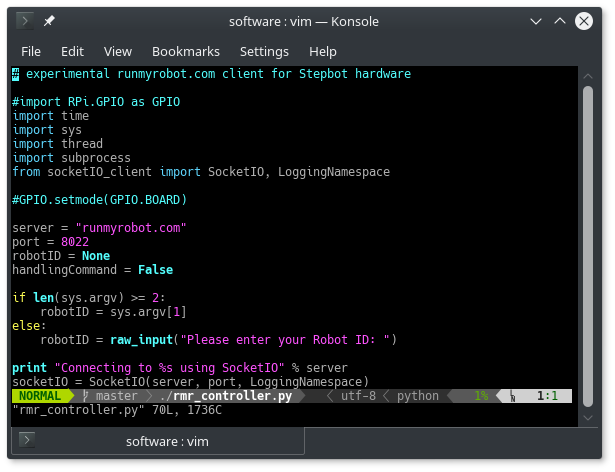 software : vim — Konsole
File Edit View Bookmarks Settings Help
# experimental runmyrobot.com client for Stepbot hardware
#import RPi.GPIO as GPIO
import time
import sys
import thread
import subprocess
from socketIO_client import SocketIO, LoggingNamespace
#GPIO.setmode(GPIO.BOARD)
server = "runmyrobot.com"
port = 8022
robotID = None
handlingCommand = False
if len(sys.argv) >= 2:
    robotID = sys.argv[1]
else:
    robotID = raw_input("Please enter your Robot ID: ")
print "Connecting to %s using SocketIO" % server
socketIO = SocketIO(server, port, LoggingNamespace)
NORMAL master ./rmr_controller.py utf-8 python 1% 1:1
"rmr_controller.py" 70L, 1736C
software : vim